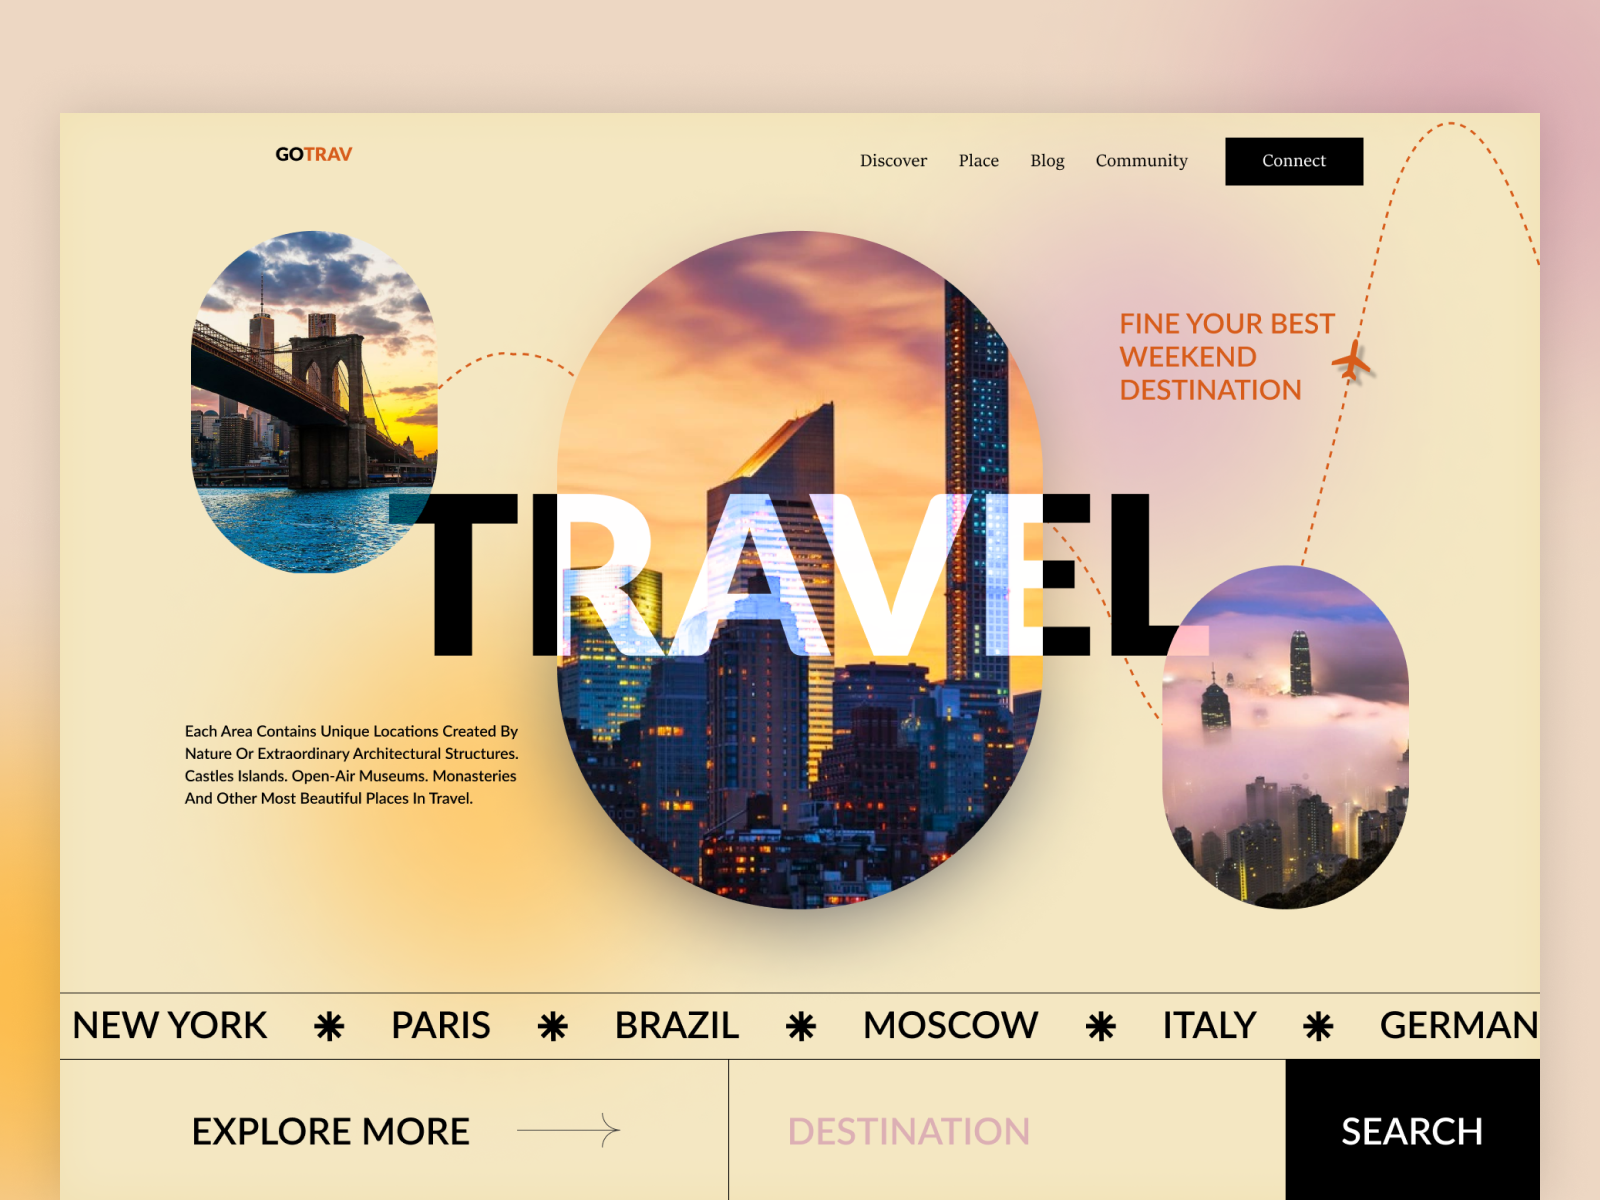 GOTRAV
Discover Place Blog Community Connect
FINE YOUR BEST
WEEKEND
DESTINATION
TRAVEL
Each Area Contains Unique Locations Created By
Nature Or Extraordinary Architectural Structures.
Castles Islands. Open-Air Museums. Monasteries
And Other Most Beautiful Places In Travel.
NEW YORK PARIS BRAZIL MOSCOW ITALY GERMAN
EXPLORE MORE DESTINATION SEARCH